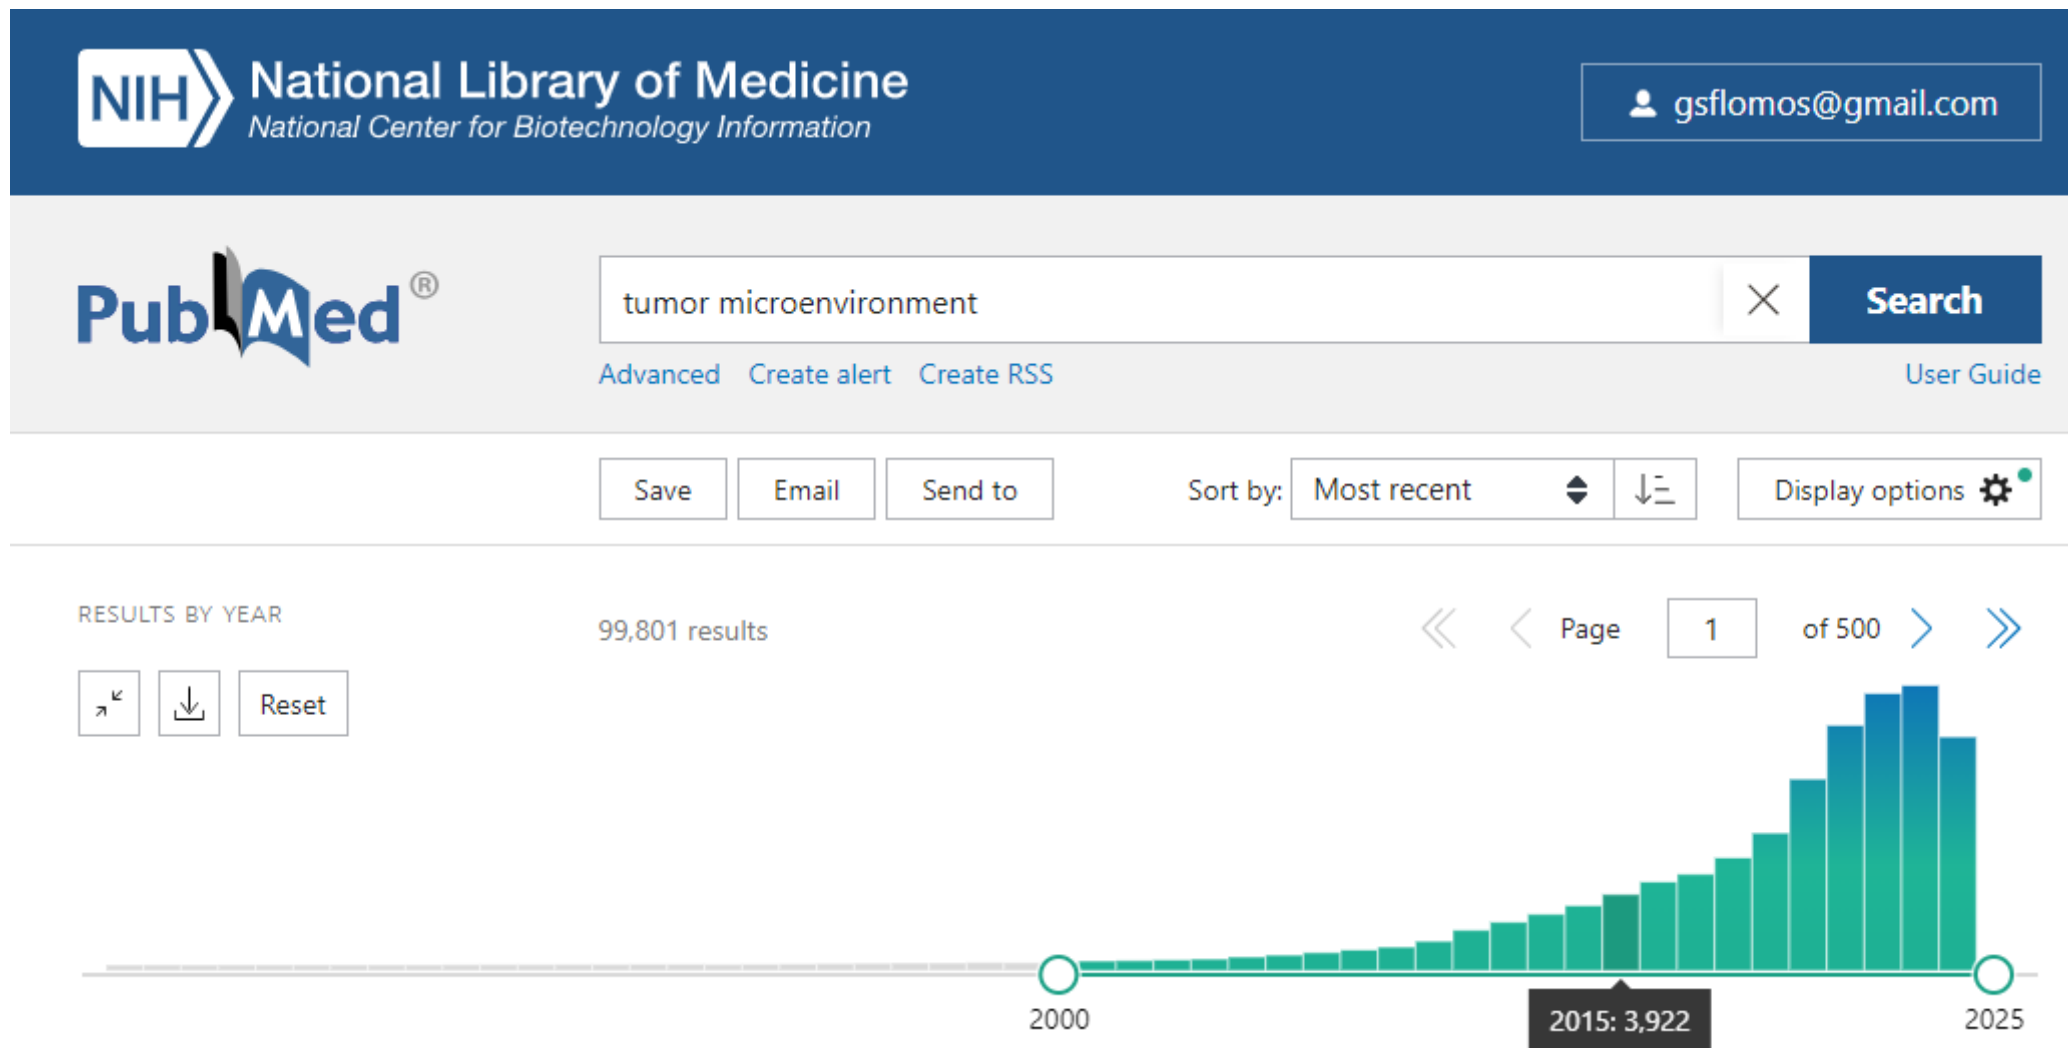 NIH National Library of Medicine
National Center for Biotechnology Information
gsflomos@gmail.com
PubMed®
tumor microenvironment
Search
Advanced Create alert Create RSS
User Guide
Save Email Send to
Sort by: Most recent
Display options
RESULTS BY YEAR
99,801 results
Page 1 of 500
Reset
2000
2015: 3,922
2025